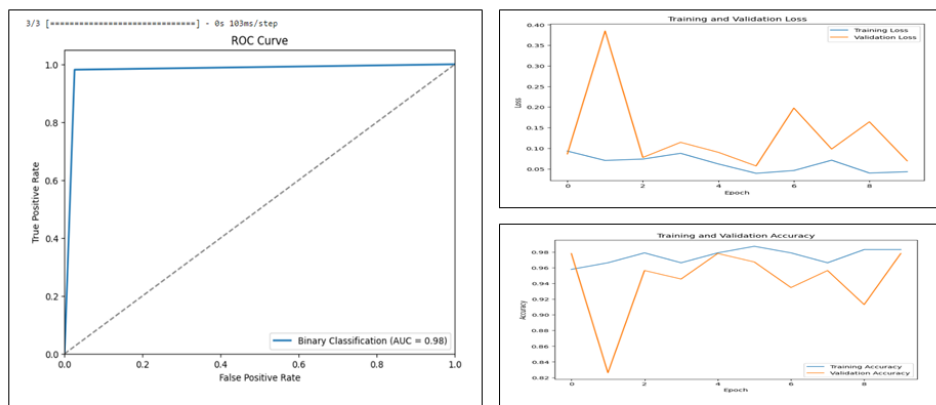 3/3 [==============================] - 0s 103ms/step
ROC Curve
True Positive Rate
1.0
0.8
0.6
0.4
0.2
0.0
0.0 0.2 0.4 0.6 0.8 1.0
False Positive Rate
Binary Classification (AUC = 0.98)
Training and Validation Loss
Loss
0.40
0.35
0.30
0.25
0.20
0.15
0.10
0.05
0 2 4 6 8
Epoch
Training Loss
Validation Loss
Training and Validation Accuracy
Accuracy
0.98
0.96
0.94
0.92
0.90
0.88
0.86
0.84
0.82
0 2 4 6 8
Epoch
Training Accuracy
Validation Accuracy